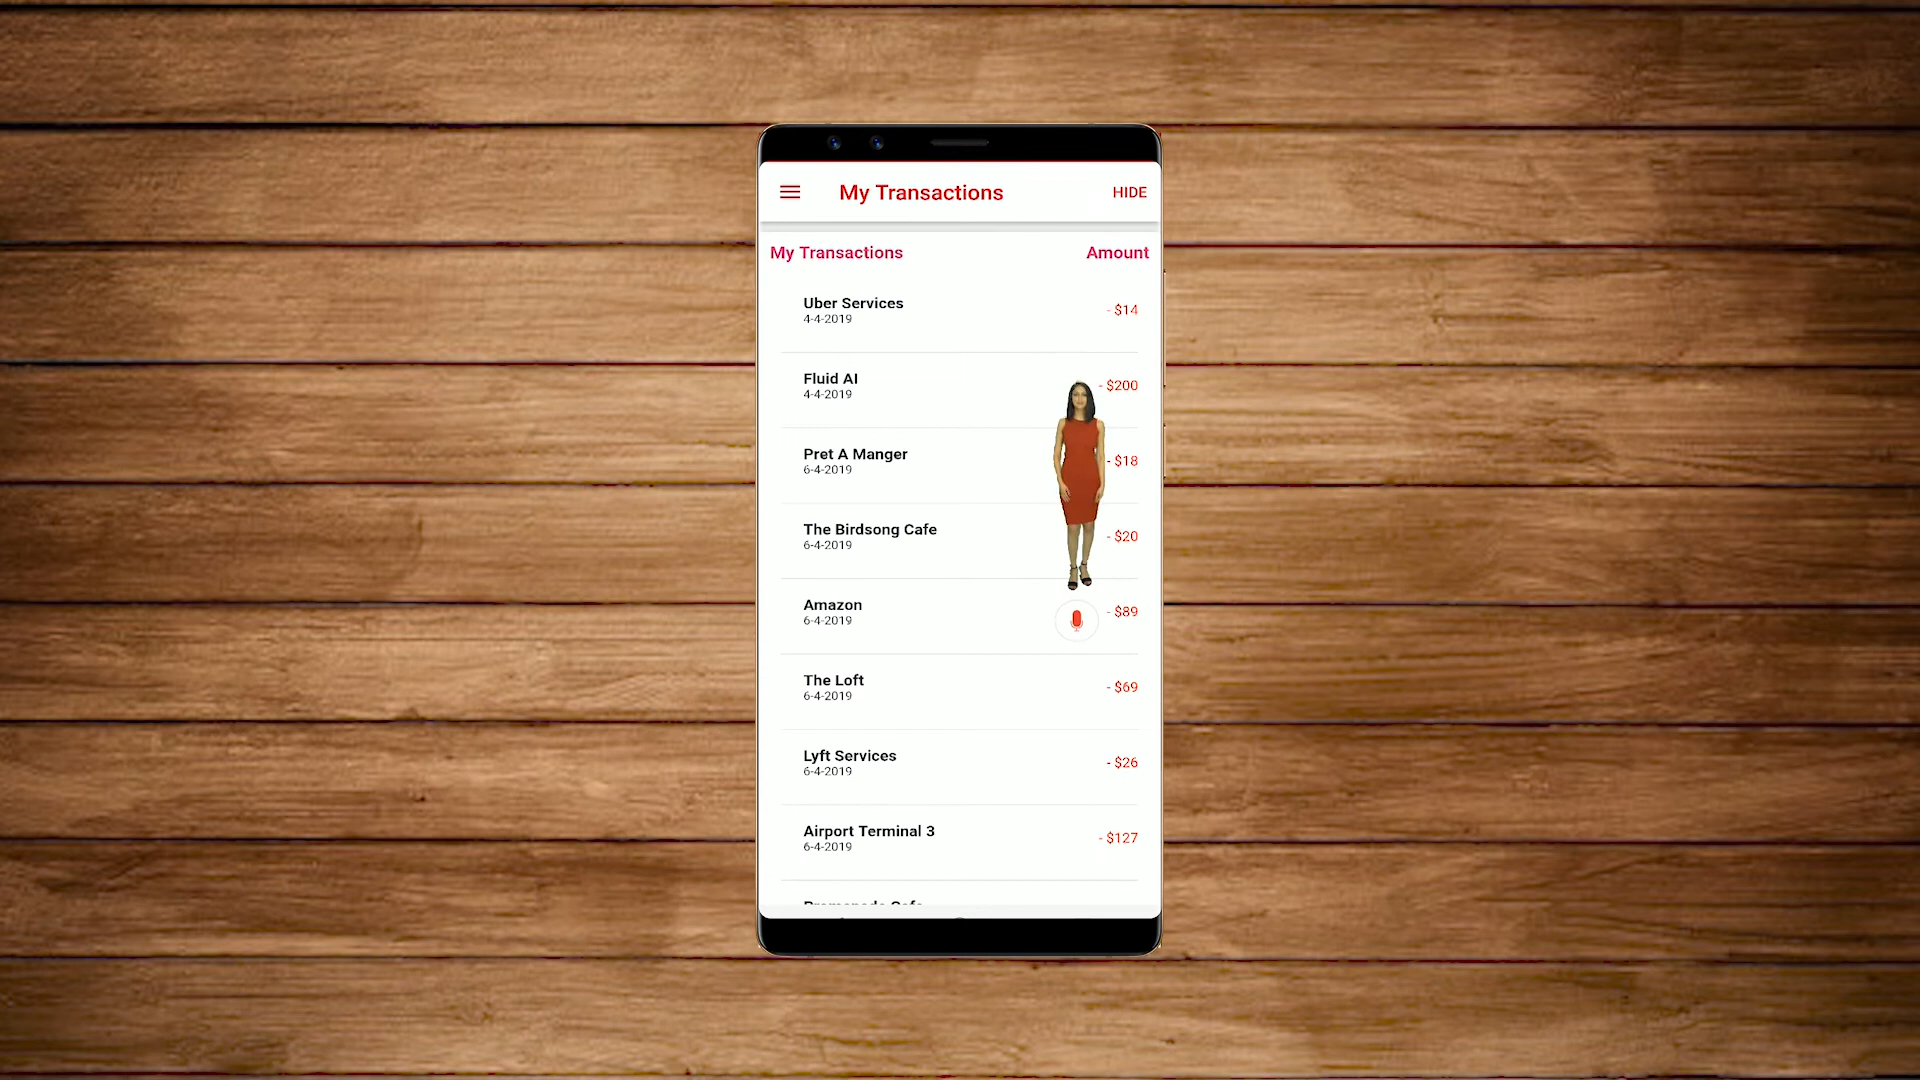 My Transactions
HIDE
My Transactions Amount
Uber Services
4-4-2019
- $14
Fluid AI
4-4-2019
- $200
Pret A Manger
6-4-2019
- $18
The Birdsong Cafe
6-4-2019
- $20
Amazon
6-4-2019
- $89
The Loft
6-4-2019
- $69
Lyft Services
6-4-2019
- $26
Airport Terminal 3
6-4-2019
- $127